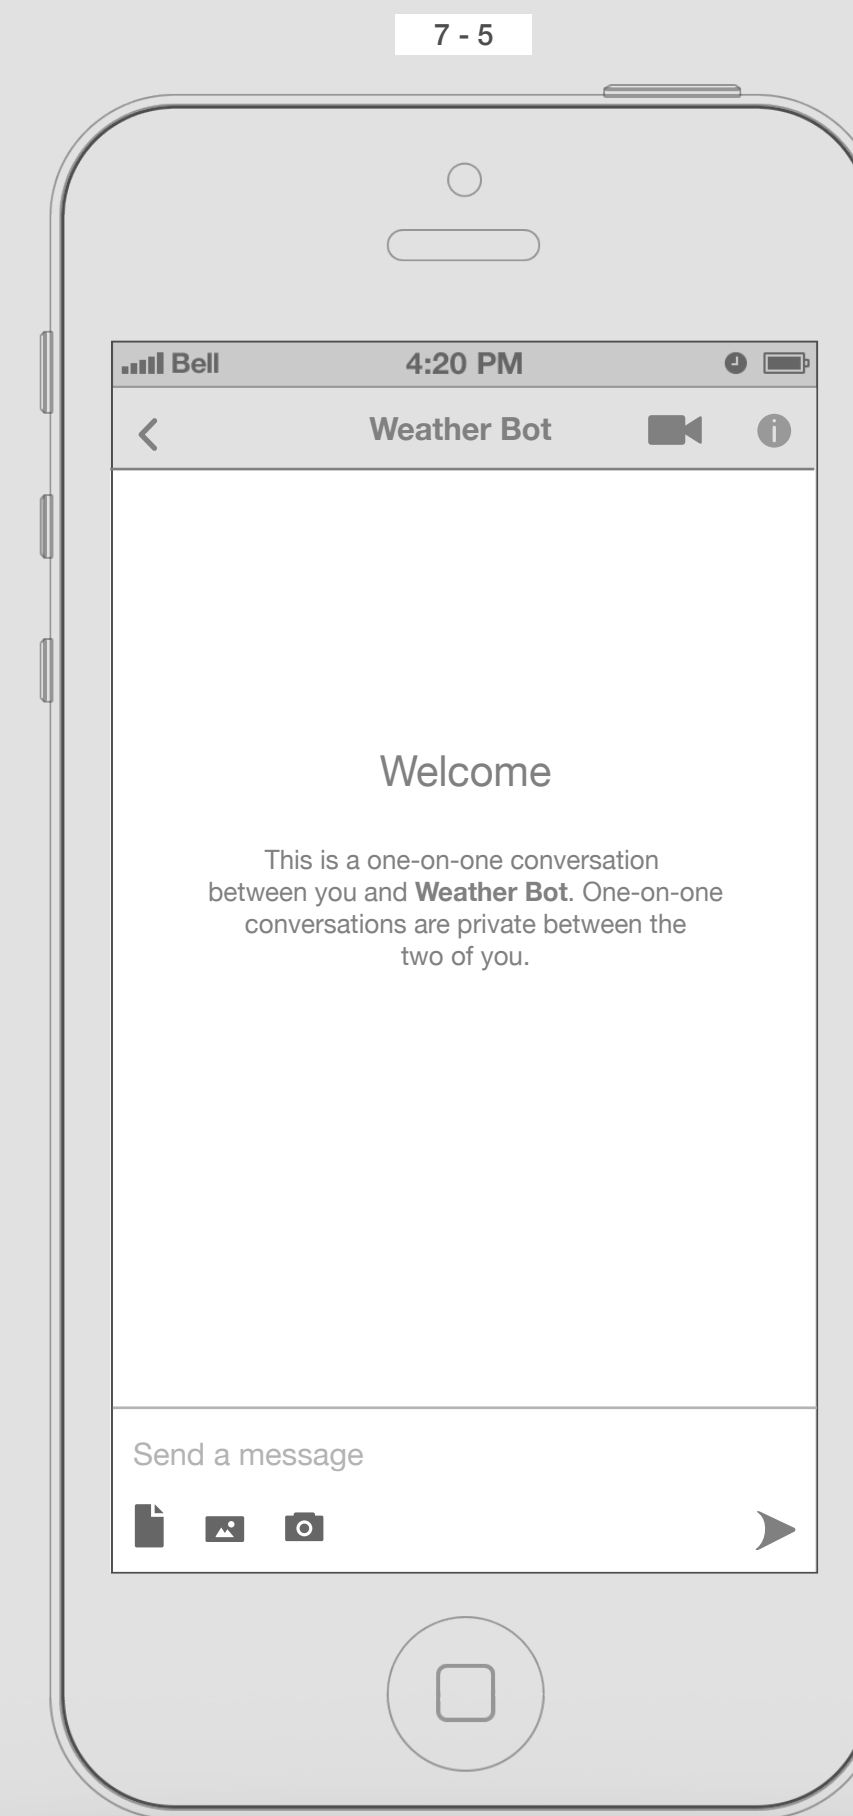 7 - 5
Bell 4:20 PM
Weather Bot
Welcome
This is a one-on-one conversation
between you and Weather Bot. One-on-one
conversations are private between the
two of you.
Send a message